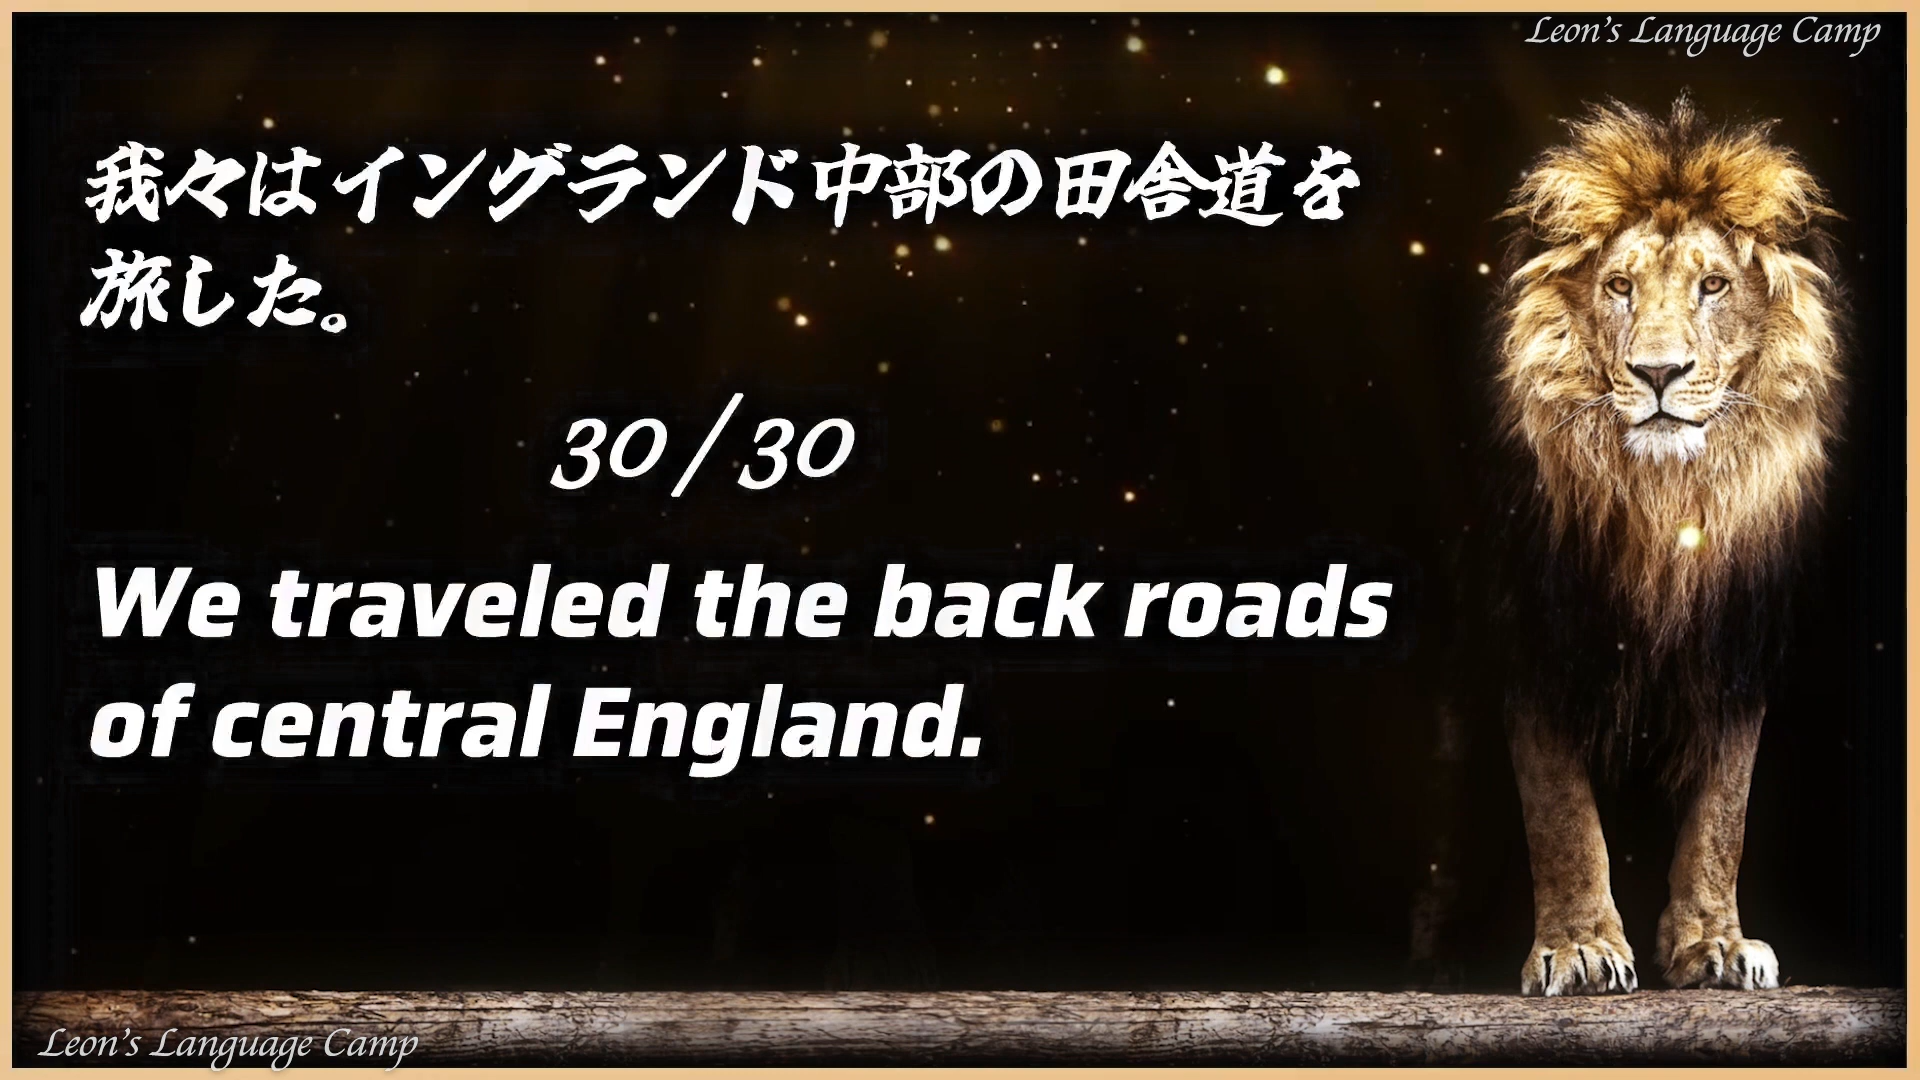 Leon's Language Camp
我々はイングランド中部の田舎道を
旅した。
30/30
We traveled the back roads
of central England.
Leon's Language Camp